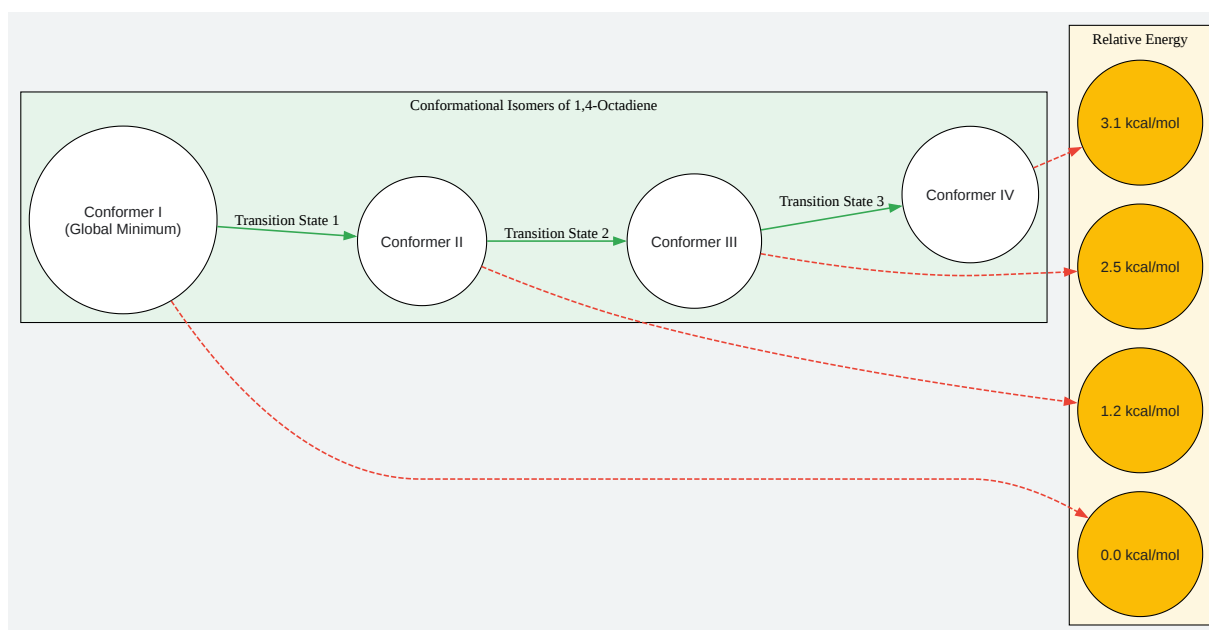 Relative Energy
3.1 kcal/mol
Conformational Isomers of 1,4-Octadiene
Conformer I
(Global Minimum)
Transition State 1
Conformer II
Transition State 2
Conformer III
Transition State 3
Conformer IV
2.5 kcal/mol
1.2 kcal/mol
0.0 kcal/mol